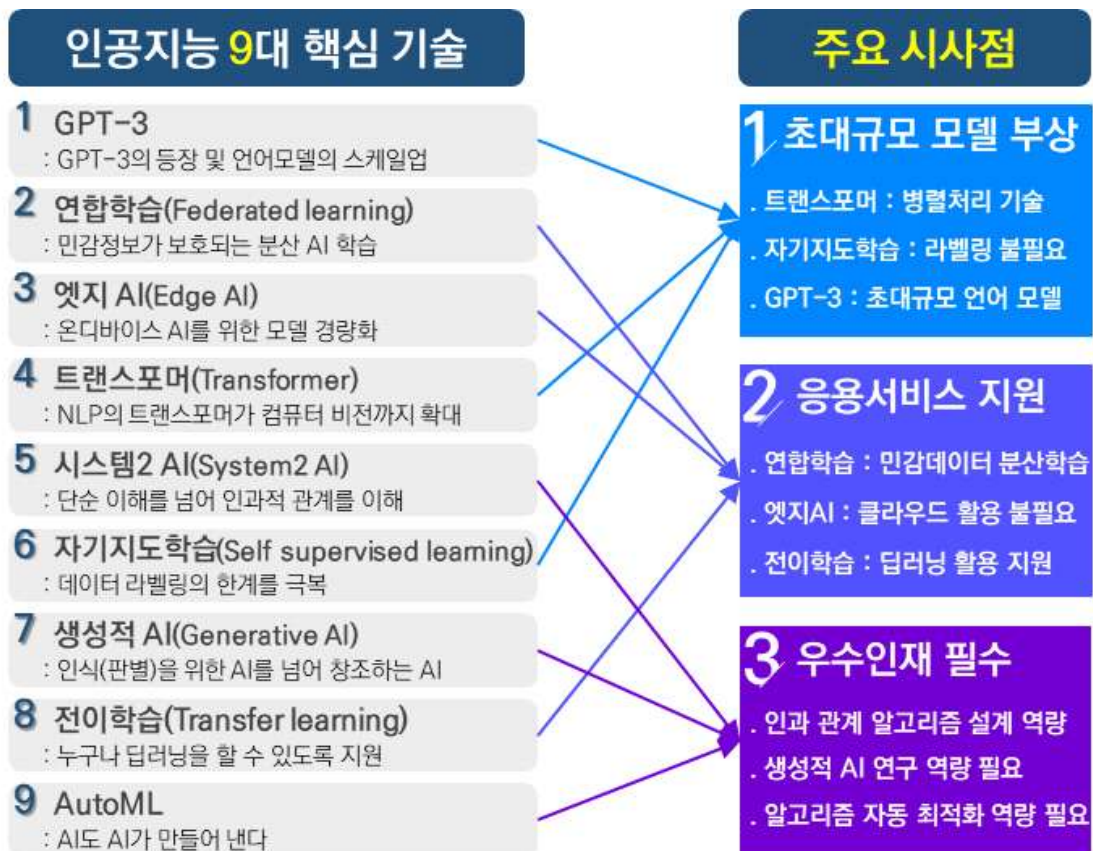 인공지능 9대 핵심 기술
1 GPT-3
: GPT-3의 등장 및 언어모델의 스케일업
2 연합학습(Federated learning)
: 민감정보가 보호되는 분산 AI 학습
3 엣지 AI(Edge AI)
: 온디바이스 AI를 위한 모델 경량화
4 트랜스포머(Transformer)
: NLP의 트랜스포머가 컴퓨터 비전까지 확대
5 시스템2 AI(System2 AI)
: 단순 이해를 넘어 인과적 관계를 이해
6 자기지도학습(Self supervised learning)
: 데이터 라벨링의 한계를 극복
7 생성적 AI(Generative AI)
: 인식(판별)을 위한 AI를 넘어 창조하는 AI
8 전이학습(Transfer learning)
: 누구나 딥러닝을 할 수 있도록 지원
9 AutoML
: AI도 AI가 만들어 낸다
주요 시사점
1 초대규모 모델 부상
. 트랜스포머 : 병렬처리 기술
. 자기지도학습 : 라벨링 불필요
. GPT-3 : 초대규모 언어 모델
2 응용서비스 지원
. 연합학습 : 민감데이터 분산학습
. 엣지AI : 클라우드 활용 불필요
. 전이학습 : 딥러닝 활용 지원
3 우수인재 필수
. 인과 관계 알고리즘 설계 역량
. 생성적 AI 연구 역량 필요
. 알고리즘 자동 최적화 역량 필요